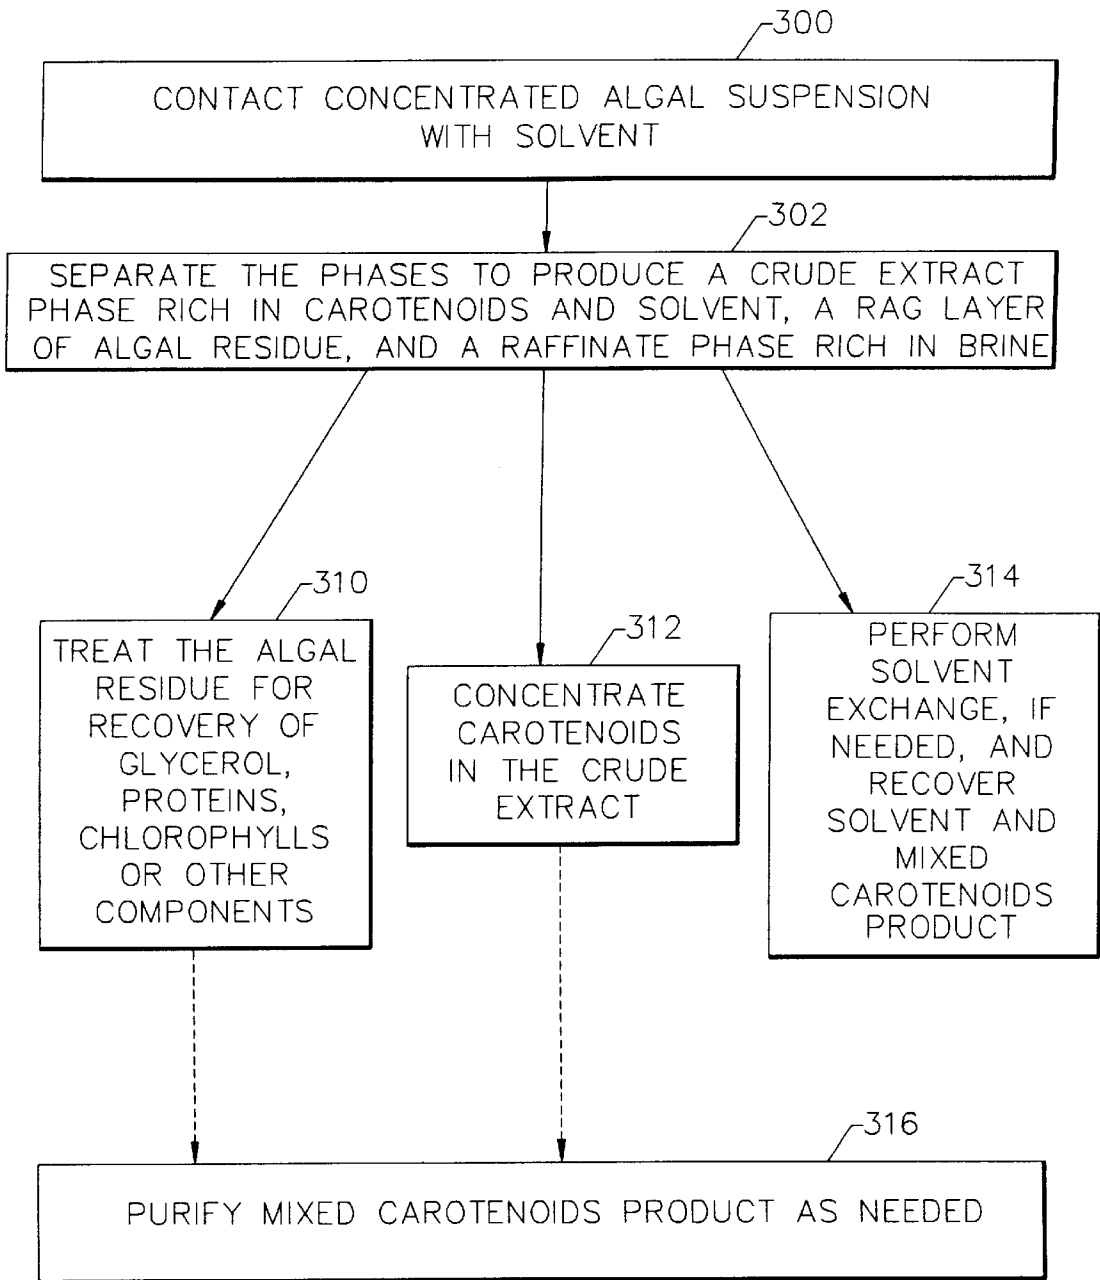 300
CONTACT CONCENTRATED ALGAL SUSPENSION
WITH SOLVENT
302
SEPARATE THE PHASES TO PRODUCE A CRUDE EXTRACT
PHASE RICH IN CAROTENOIDS AND SOLVENT, A RAG LAYER
OF ALGAL RESIDUE, AND A RAFFINATE PHASE RICH IN BRINE
310
TREAT THE ALGAL
RESIDUE FOR
RECOVERY OF
GLYCEROL,
PROTEINS,
CHLOROPHYLLS
OR OTHER
COMPONENTS
312
CONCENTRATE
CAROTENOIDS
IN THE CRUDE
EXTRACT
314
PERFORM
SOLVENT
EXCHANGE, IF
NEEDED, AND
RECOVER
SOLVENT AND
MIXED
CAROTENOIDS
PRODUCT
316
PURIFY MIXED CAROTENOIDS PRODUCT AS NEEDED